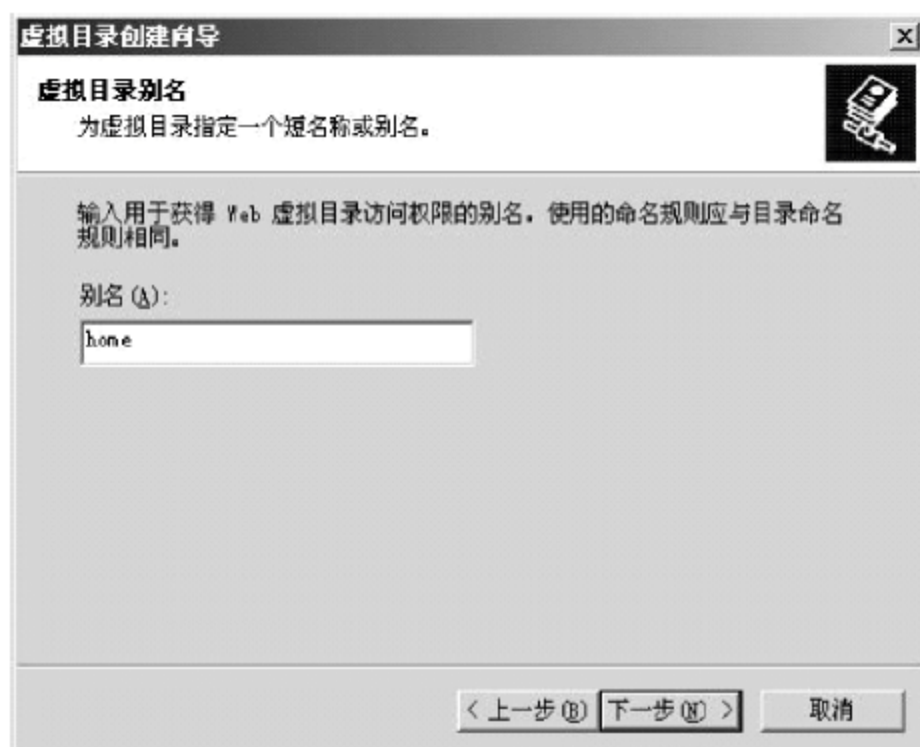 虚拟目录创建向导
虚拟目录别名
为虚拟目录指定一个短名称或别名。
输入用于获得 Web 虚拟目录访问权限的别名。使用的命名规则应与目录命名
规则相同。
别名(A):
home
< 上一步(B) 下一步(N) > 取消